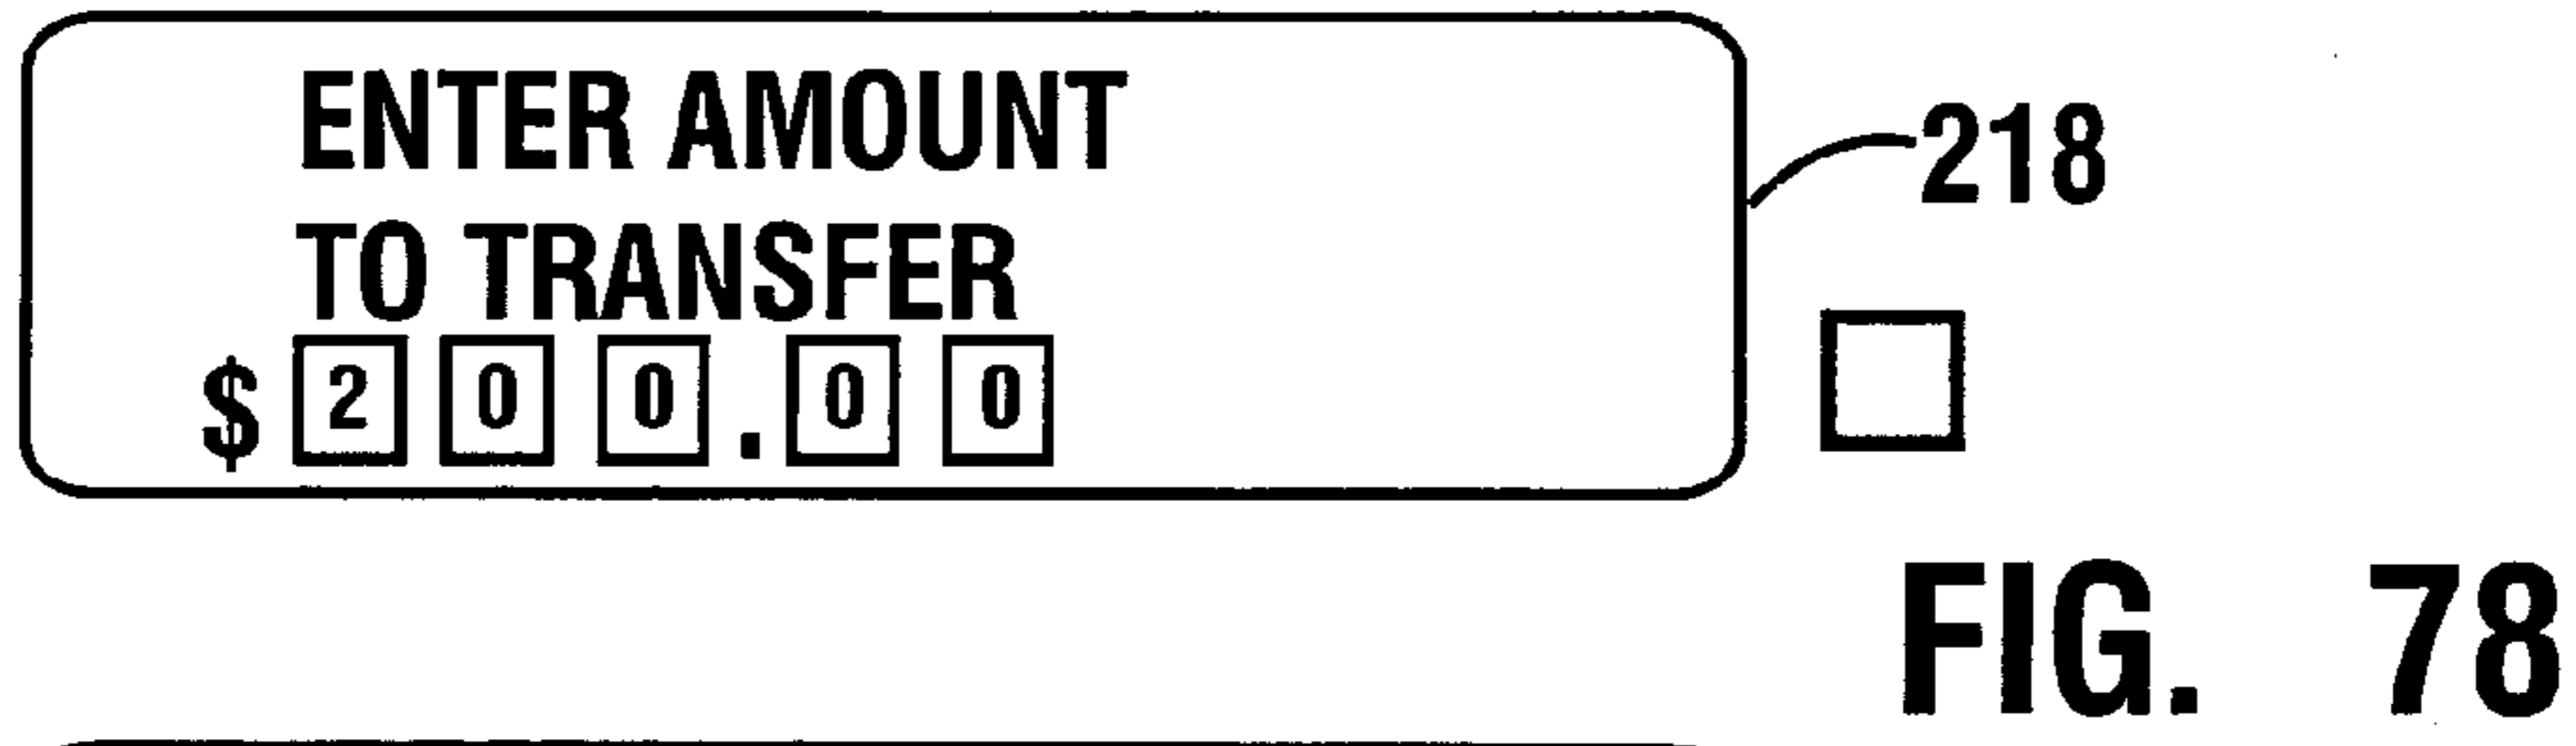 ENTER AMOUNT
218
TO TRANSFER
$ 2 0 0 . 0 0
FIG. 78